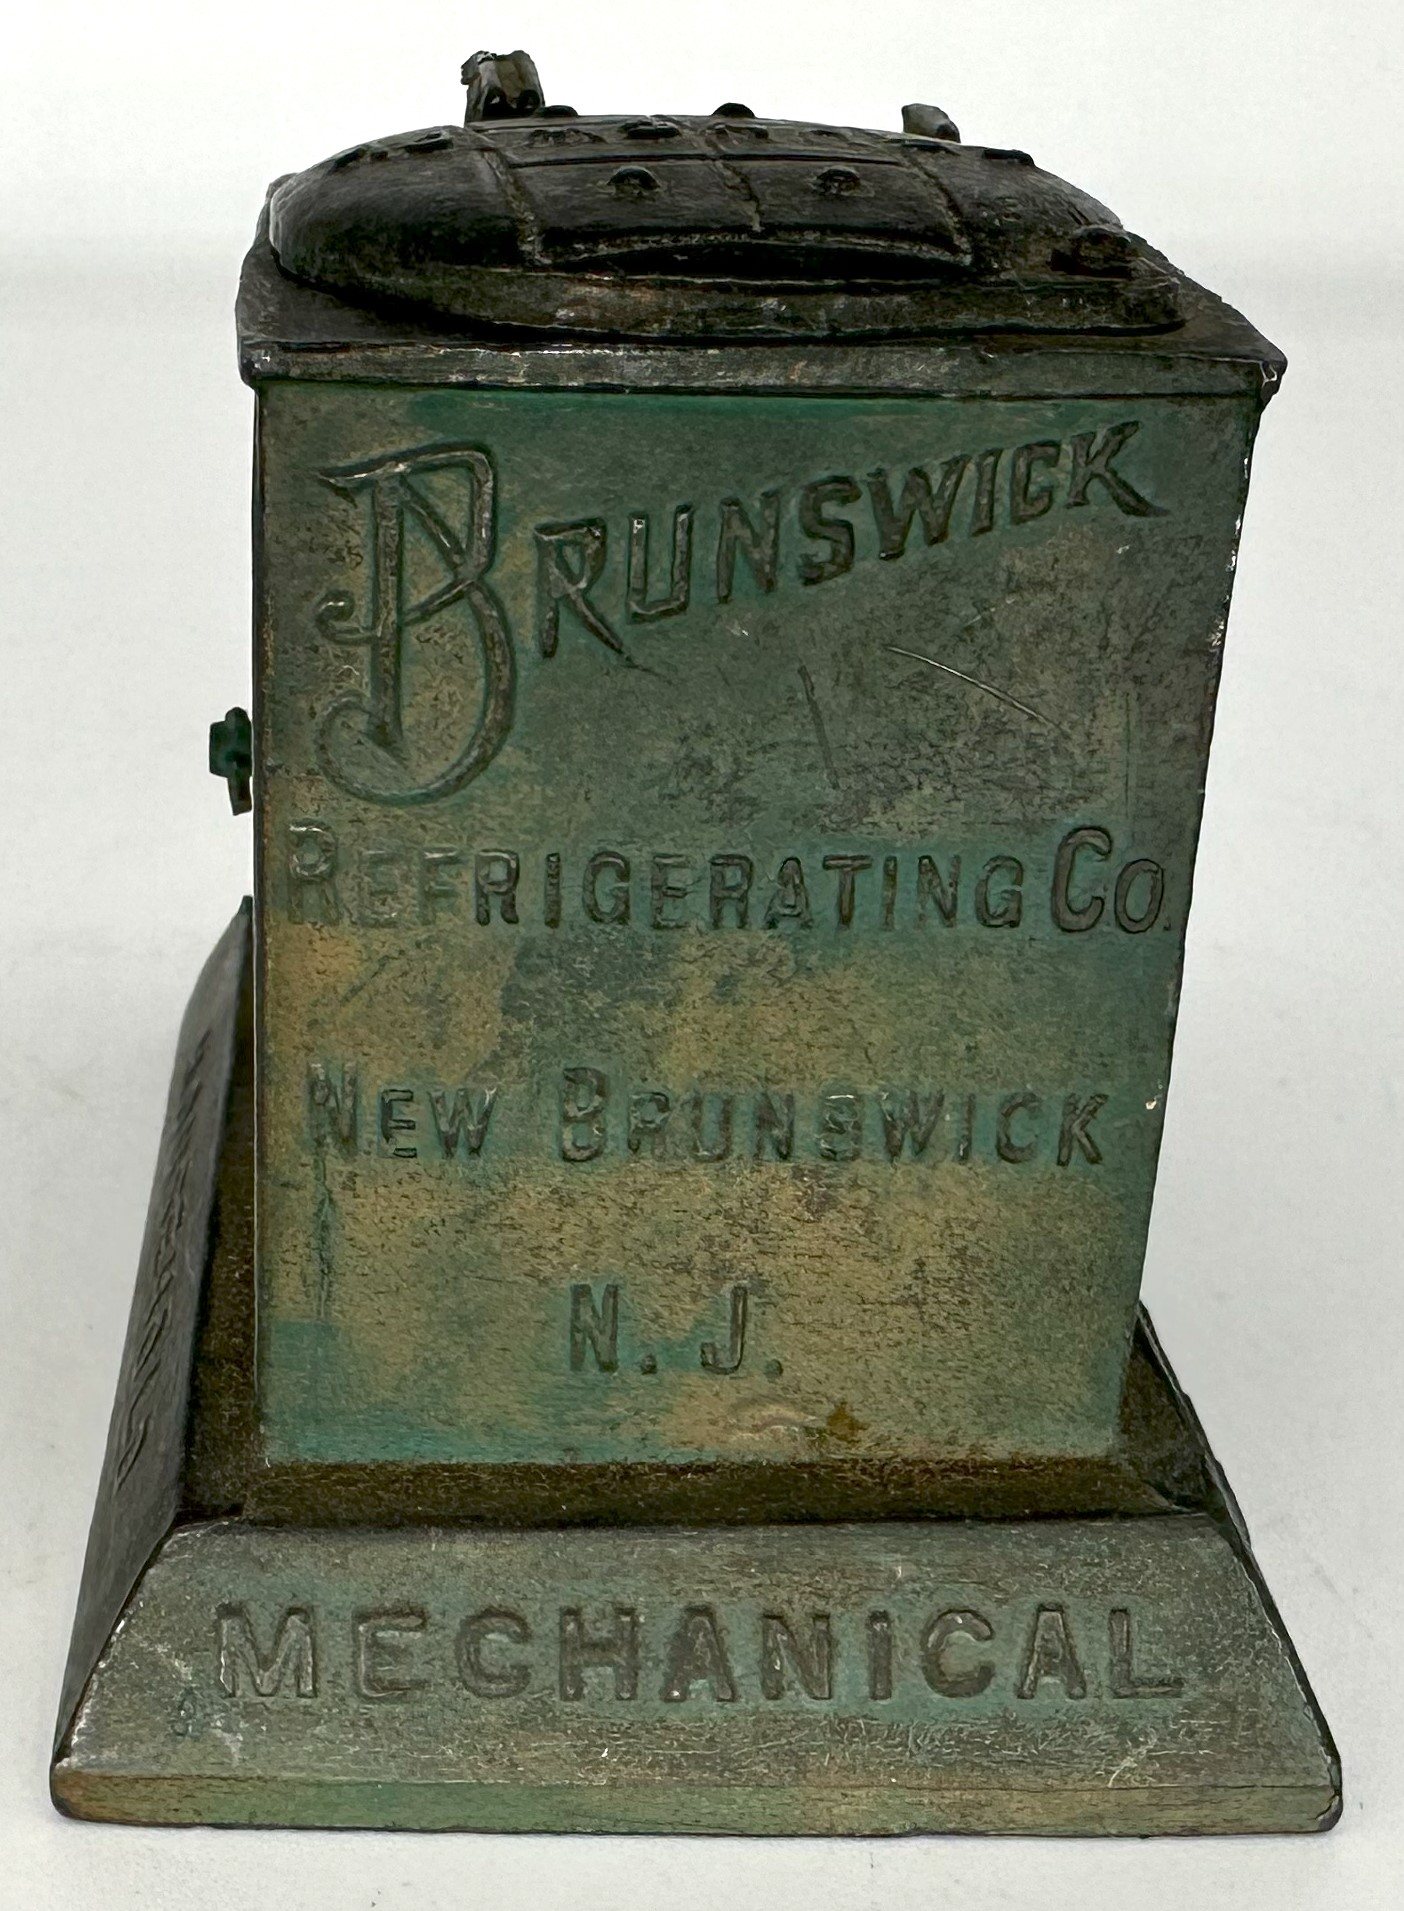 BRUNSWICK
REFRIGERATING CO.
NEW BRUNSWICK
N. J.
MECHANICAL